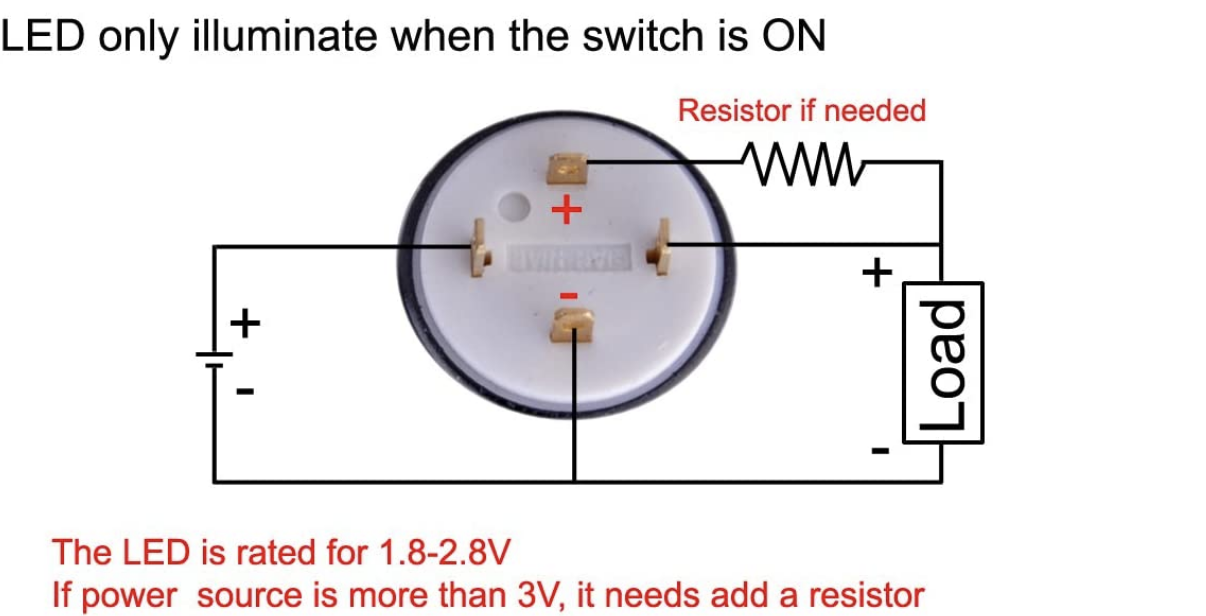 LED only illuminate when the switch is ON
Resistor if needed
+
-
+
-
+
-
Load
The LED is rated for 1.8-2.8V
If power source is more than 3V, it needs add a resistor